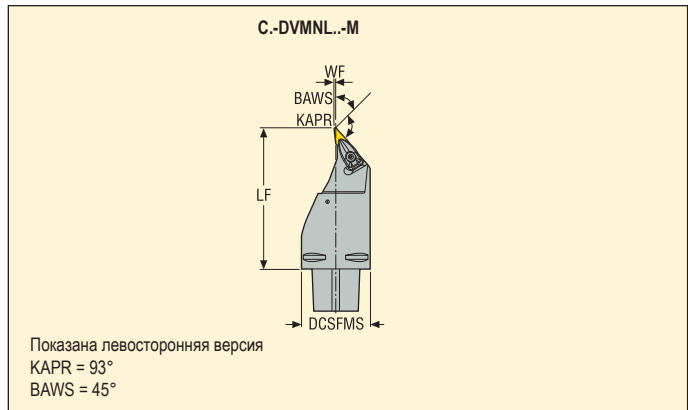 C.-DVMNL..-M
WF
BAWS
KAPR
LF
DCSFMS
Показана левосторонняя версия
KAPR = 93°
BAWS = 45°